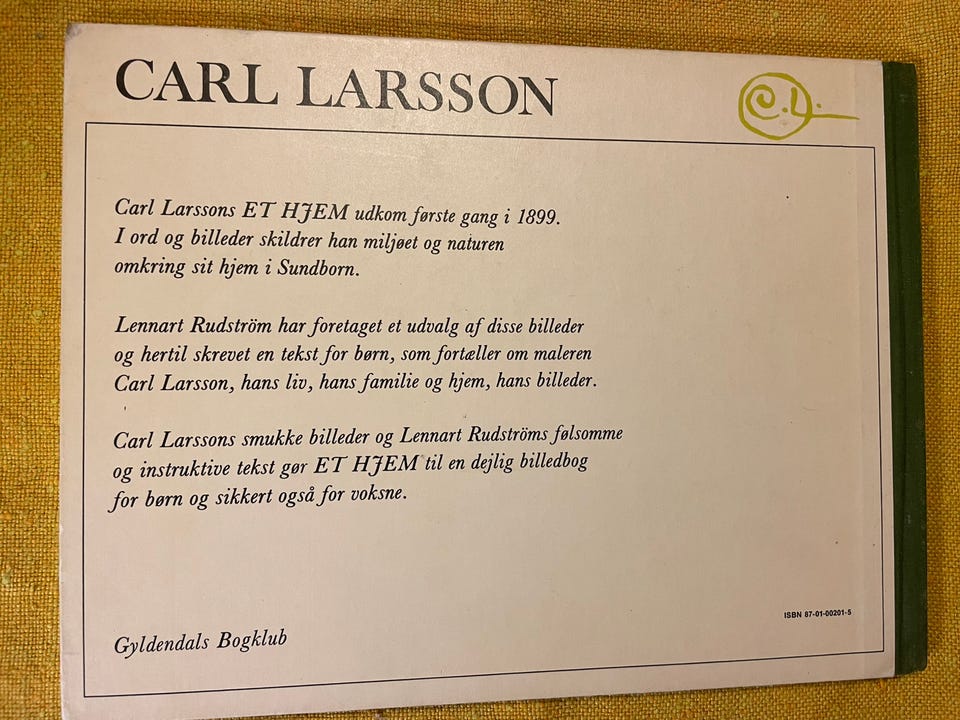 CARL LARSSON
C.L.
Carl Larssons ET HJEM udkom første gang i 1899.
I ord og billeder skildrer han miljøet og naturen
omkring sit hjem i Sundborn.
Lennart Rudström har foretaget et udvalg af disse billeder
og hertil skrevet en tekst for børn, som fortæller om maleren
Carl Larsson, hans liv, hans familie og hjem, hans billeder.
Carl Larssons smukke billeder og Lennart Rudströms følsomme
og instruktive tekst gør ET HJEM til en dejlig billedbog
for børn og sikkert også for voksne.
ISBN 87-01-00201-5
Gyldendals Bogklub